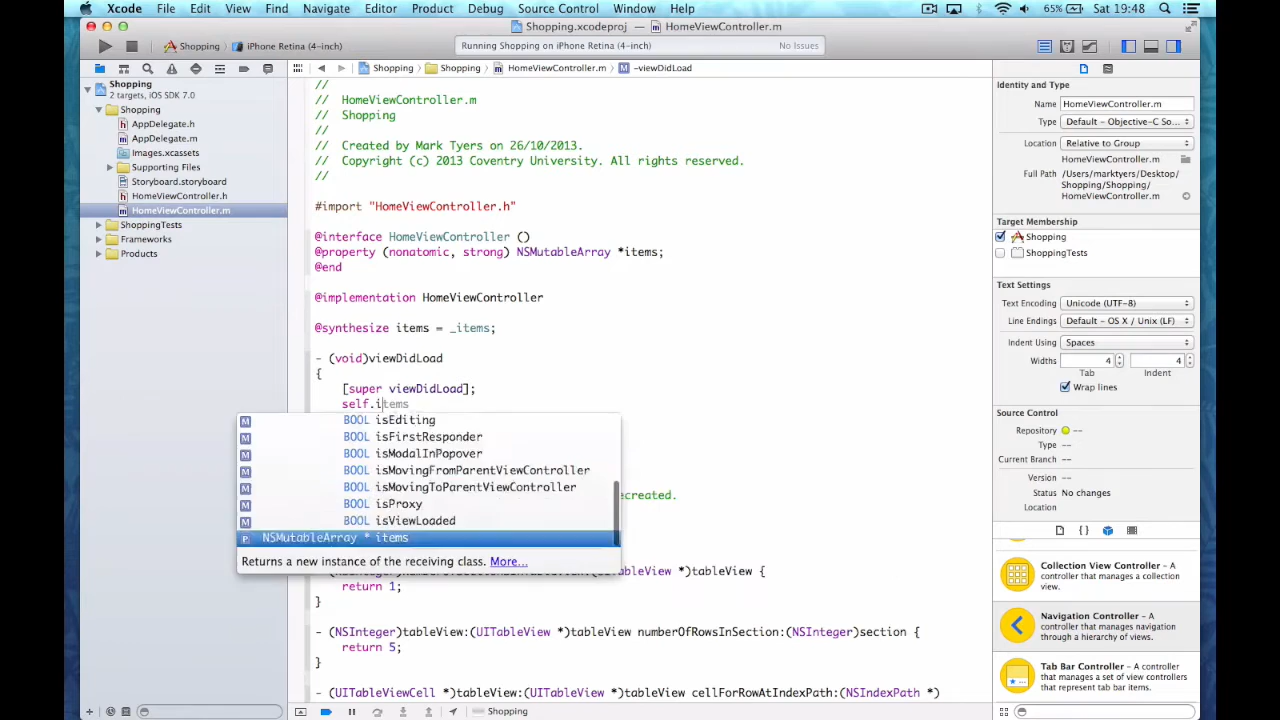 Xcode File Edit View Find Navigate Editor Product Debug Source Control Window Help 65% Sat 19:48
Shopping.xcodeproj — HomeViewController.m
Shopping iPhone Retina (4-inch) Running Shopping on iPhone Retina (4-inch) No Issues
Shopping Shopping HomeViewController.m -viewDidLoad
Shopping
2 targets, iOS SDK 7.0
Shopping
AppDelegate.h
AppDelegate.m
Images.xcassets
Supporting Files
Storyboard.storyboard
HomeViewController.h
HomeViewController.m
ShoppingTests
Frameworks
Products
//
// HomeViewController.m
// Shopping
//
// Created by Mark Tyers on 26/10/2013.
// Copyright (c) 2013 Coventry University. All rights reserved.
//
#import "HomeViewController.h"
@interface HomeViewController ()
@property (nonatomic, strong) NSMutableArray *items;
@end
@implementation HomeViewController
@synthesize items = _items;
- (void)viewDidLoad
{
[super viewDidLoad];
self.items
BOOL isEditing
BOOL isFirstResponder
BOOL isModalInPopover
BOOL isMovingFromParentViewController
BOOL isMovingToParentViewController
BOOL isProxy
BOOL isViewLoaded
NSMutableArray * items
Returns a new instance of the receiving class. More...
ecreated.
ableView *)tableView {
return 1;
}
- (NSInteger)tableView:(UITableView *)tableView numberOfRowsInSection:(NSInteger)section {
return 5;
}
- (UITableViewCell *)tableView:(UITableView *)tableView cellForRowAtIndexPath:(NSIndexPath *)
Shopping
Identity and Type
Name HomeViewController.m
Type Default - Objective-C So...
Location Relative to Group
HomeViewController.m
Full Path /Users/marktyers/Desktop/
Shopping/Shopping/
HomeViewController.m
Target Membership
Shopping
ShoppingTests
Text Settings
Text Encoding Unicode (UTF-8)
Line Endings Default - OS X / Unix (LF)
Indent Using Spaces
Widths 4 4
Tab Indent
Wrap lines
Source Control
Repository --
Type --
Current Branch --
Version --
Status No changes
Location
Collection View Controller - A
controller that manages a collection
view.
Navigation Controller - A
controller that manages navigation
through a hierarchy of views.
Tab Bar Controller - A controller
that manages a set of view controllers
that represent tab bar items.